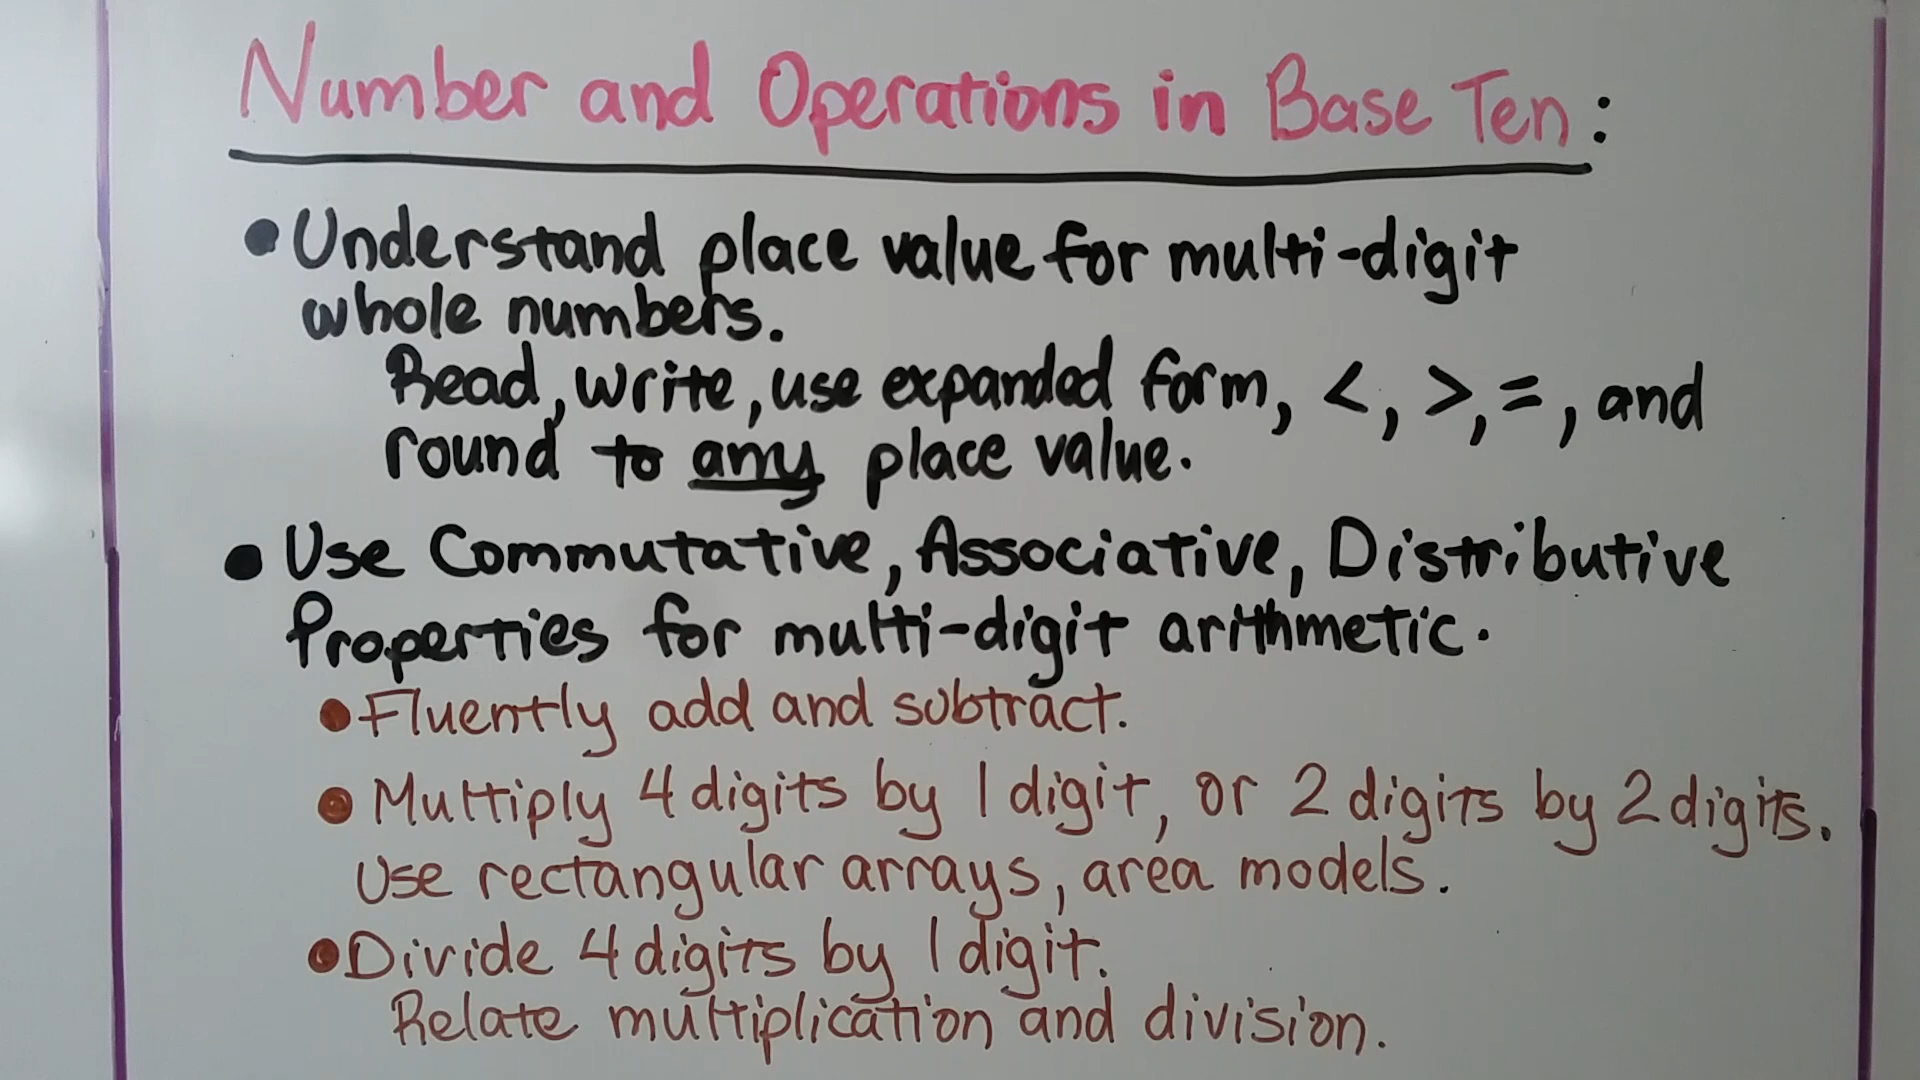 Number and Operations in Base Ten:
• Understand place value for multi-digit
whole numbers.
Read, write, use expanded form, <, >, =, and
round to any place value.
• Use Commutative, Associative, Distributive
Properties for multi-digit arithmetic.
• Fluently add and subtract.
• Multiply 4 digits by 1 digit, or 2 digits by 2 digits.
Use rectangular arrays, area models.
• Divide 4 digits by 1 digit.
Relate multiplication and division.